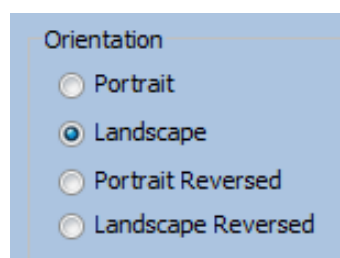 Orientation
Portrait
Landscape
Portrait Reversed
Landscape Reversed